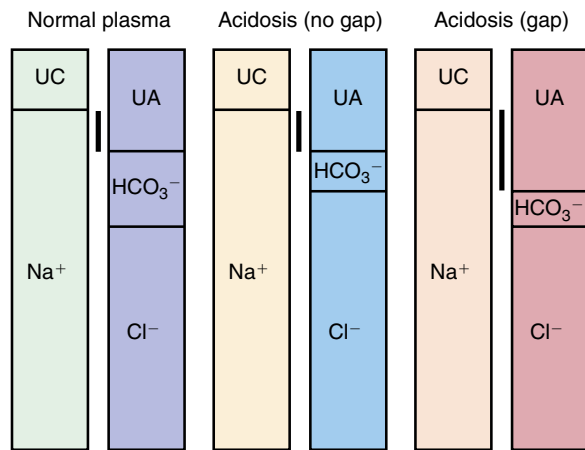 Normal plasma
Acidosis (no gap)
Acidosis (gap)
UC
UA
HCO₃⁻
Na⁺
Cl⁻
UC
UA
HCO₃⁻
Na⁺
Cl⁻
UC
UA
HCO₃⁻
Na⁺
Cl⁻